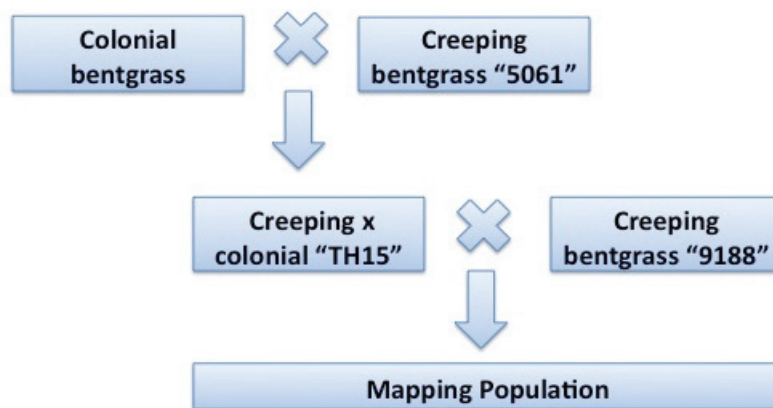 Colonial
bentgrass
Creeping
bentgrass “5061”
Creeping x
colonial “TH15”
Creeping
bentgrass “9188”
Mapping Population